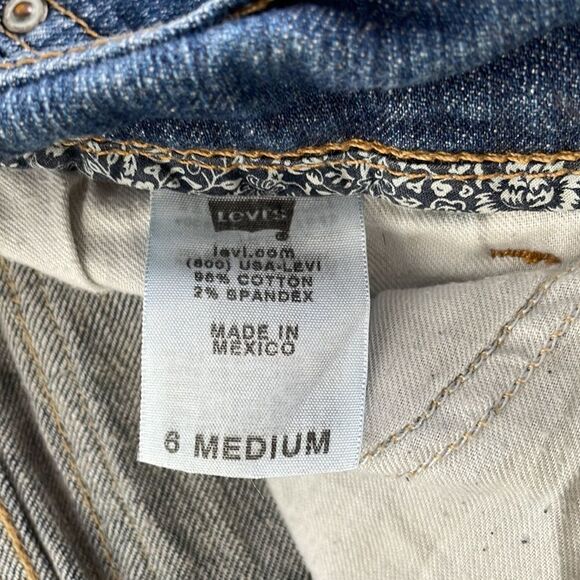 LEVI'S
levi.com
(800) USA-LEVI
98% COTTON
2% SPANDEX
MADE IN
MEXICO
6 MEDIUM